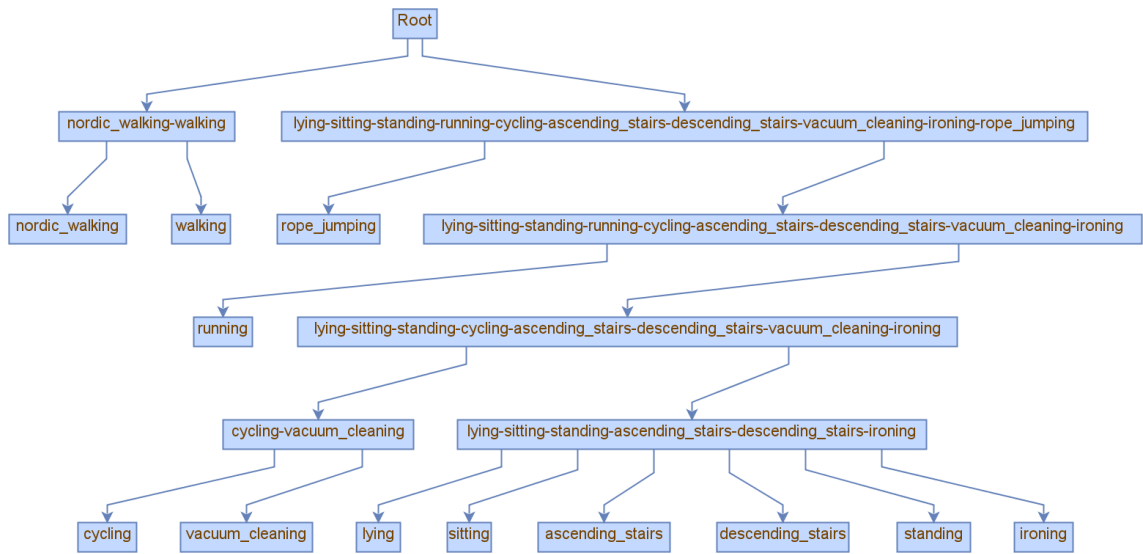 Root
nordic_walking-walking
lying-sitting-standing-running-cycling-ascending_stairs-descending_stairs-vacuum_cleaning-ironing-rope_jumping
nordic_walking
walking
rope_jumping
lying-sitting-standing-running-cycling-ascending_stairs-descending_stairs-vacuum_cleaning-ironing
running
lying-sitting-standing-cycling-ascending_stairs-descending_stairs-vacuum_cleaning-ironing
cycling-vacuum_cleaning
lying-sitting-standing-ascending_stairs-descending_stairs-ironing
cycling
vacuum_cleaning
lying
sitting
ascending_stairs
descending_stairs
standing
ironing